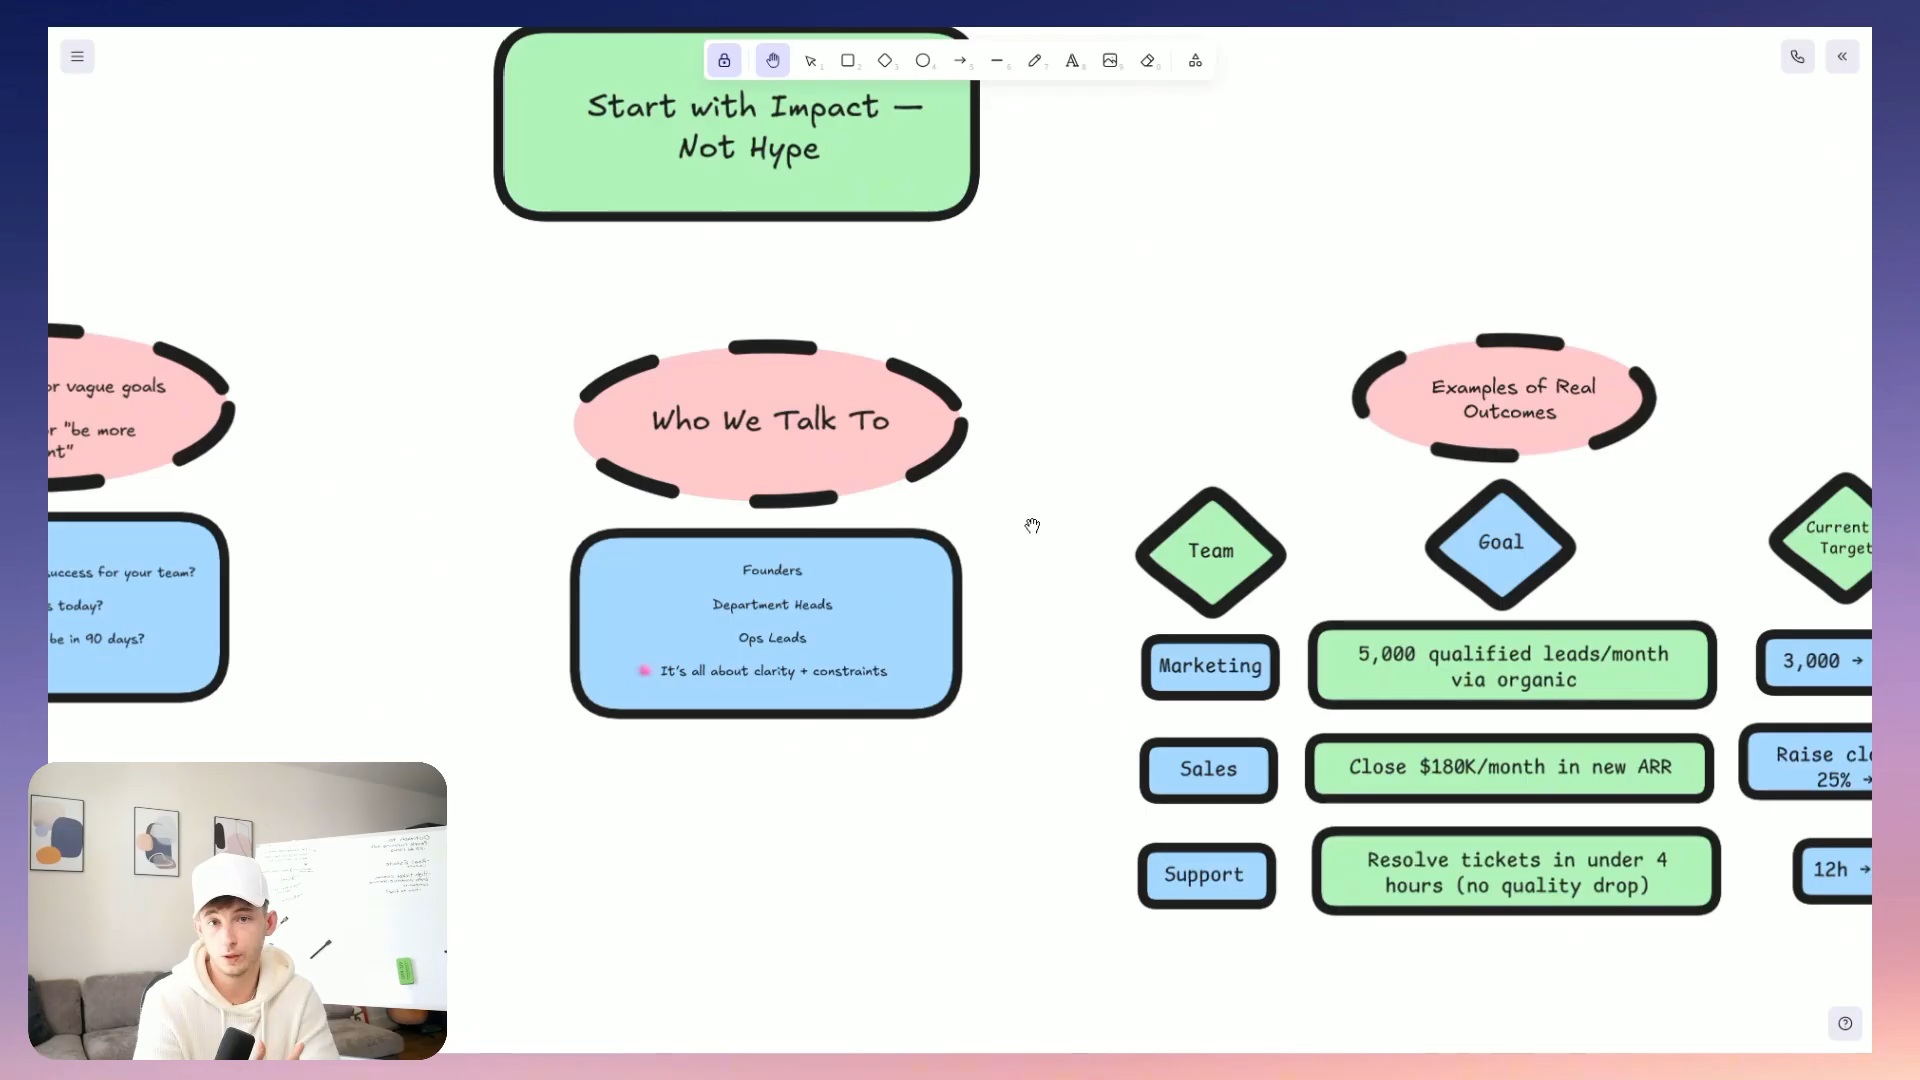 Start with Impact —
Not Hype
or vague goals
r "be more
nt"
uccess for your team?
s today?
be in 90 days?
Who We Talk To
Founders
Department Heads
Ops Leads
It's all about clarity + constraints
Examples of Real
Outcomes
Team
Goal
Current
Target
Marketing
5,000 qualified leads/month
via organic
3,000 →
Sales
Close $180K/month in new ARR
Raise clo
25% →
Support
Resolve tickets in under 4
hours (no quality drop)
12h →